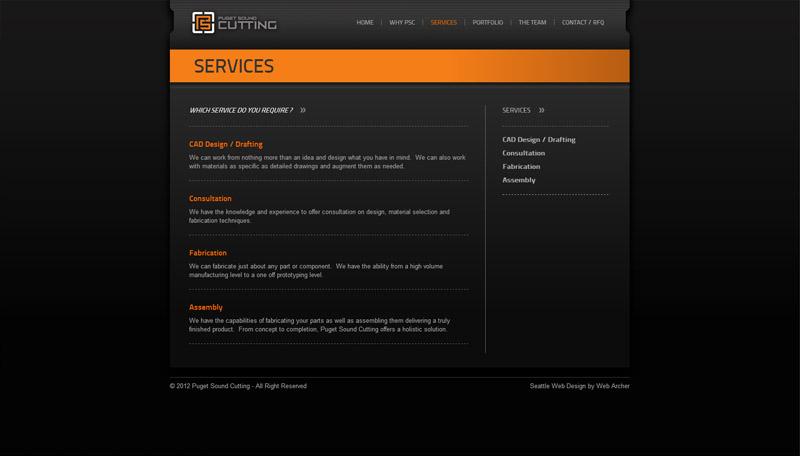 PUGET SOUND
CUTTING
HOME
WHY PSC
SERVICES
PORTFOLIO
THE TEAM
CONTACT / RFQ
SERVICES
WHICH SERVICE DO YOU REQUIRE ? »
CAD Design / Drafting
We can work from nothing more than an idea and design what you have in mind. We can also work
with materials as specific as detailed drawings and augment them as needed.
Consultation
We have the knowledge and experience to offer consultation on design, material selection and
fabrication techniques.
Fabrication
We can fabricate just about any part or component. We have the ability from a high volume
manufacturing level to a one off prototyping level.
Assembly
We have the capabilities of fabricating your parts as well as assembling them delivering a truly
finished product. From concept to completion, Puget Sound Cutting offers a holistic solution.
SERVICES »
CAD Design / Drafting
Consultation
Fabrication
Assembly
© 2012 Puget Sound Cutting - All Right Reserved
Seattle Web Design by Web Archer